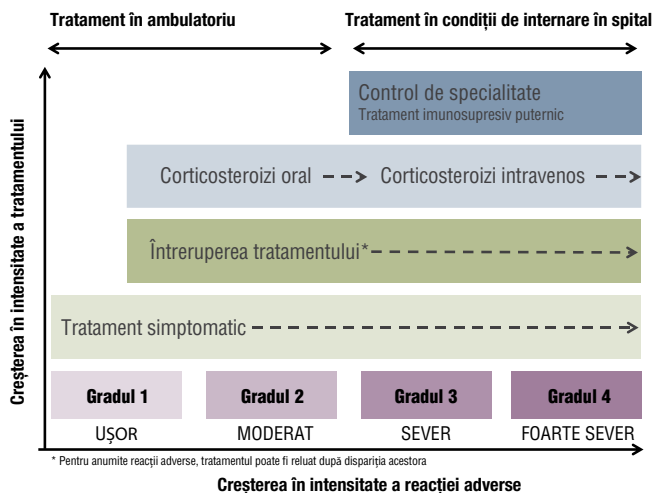 Tratament în ambulatoriu
Tratament în condiții de internare în spital
Creșterea în intensitate a tratamentului
Control de specialitate
Tratament imunosupresiv puternic
Corticosteroizi oral
Corticosteroizi intravenos
Întreruperea tratamentului*
Tratament simptomatic
Gradul 1
Gradul 2
Gradul 3
Gradul 4
UȘOR
MODERAT
SEVER
FOARTE SEVER
* Pentru anumite reacții adverse, tratamentul poate fi reluat după dispariția acestora
Creșterea în intensitate a reacției adverse